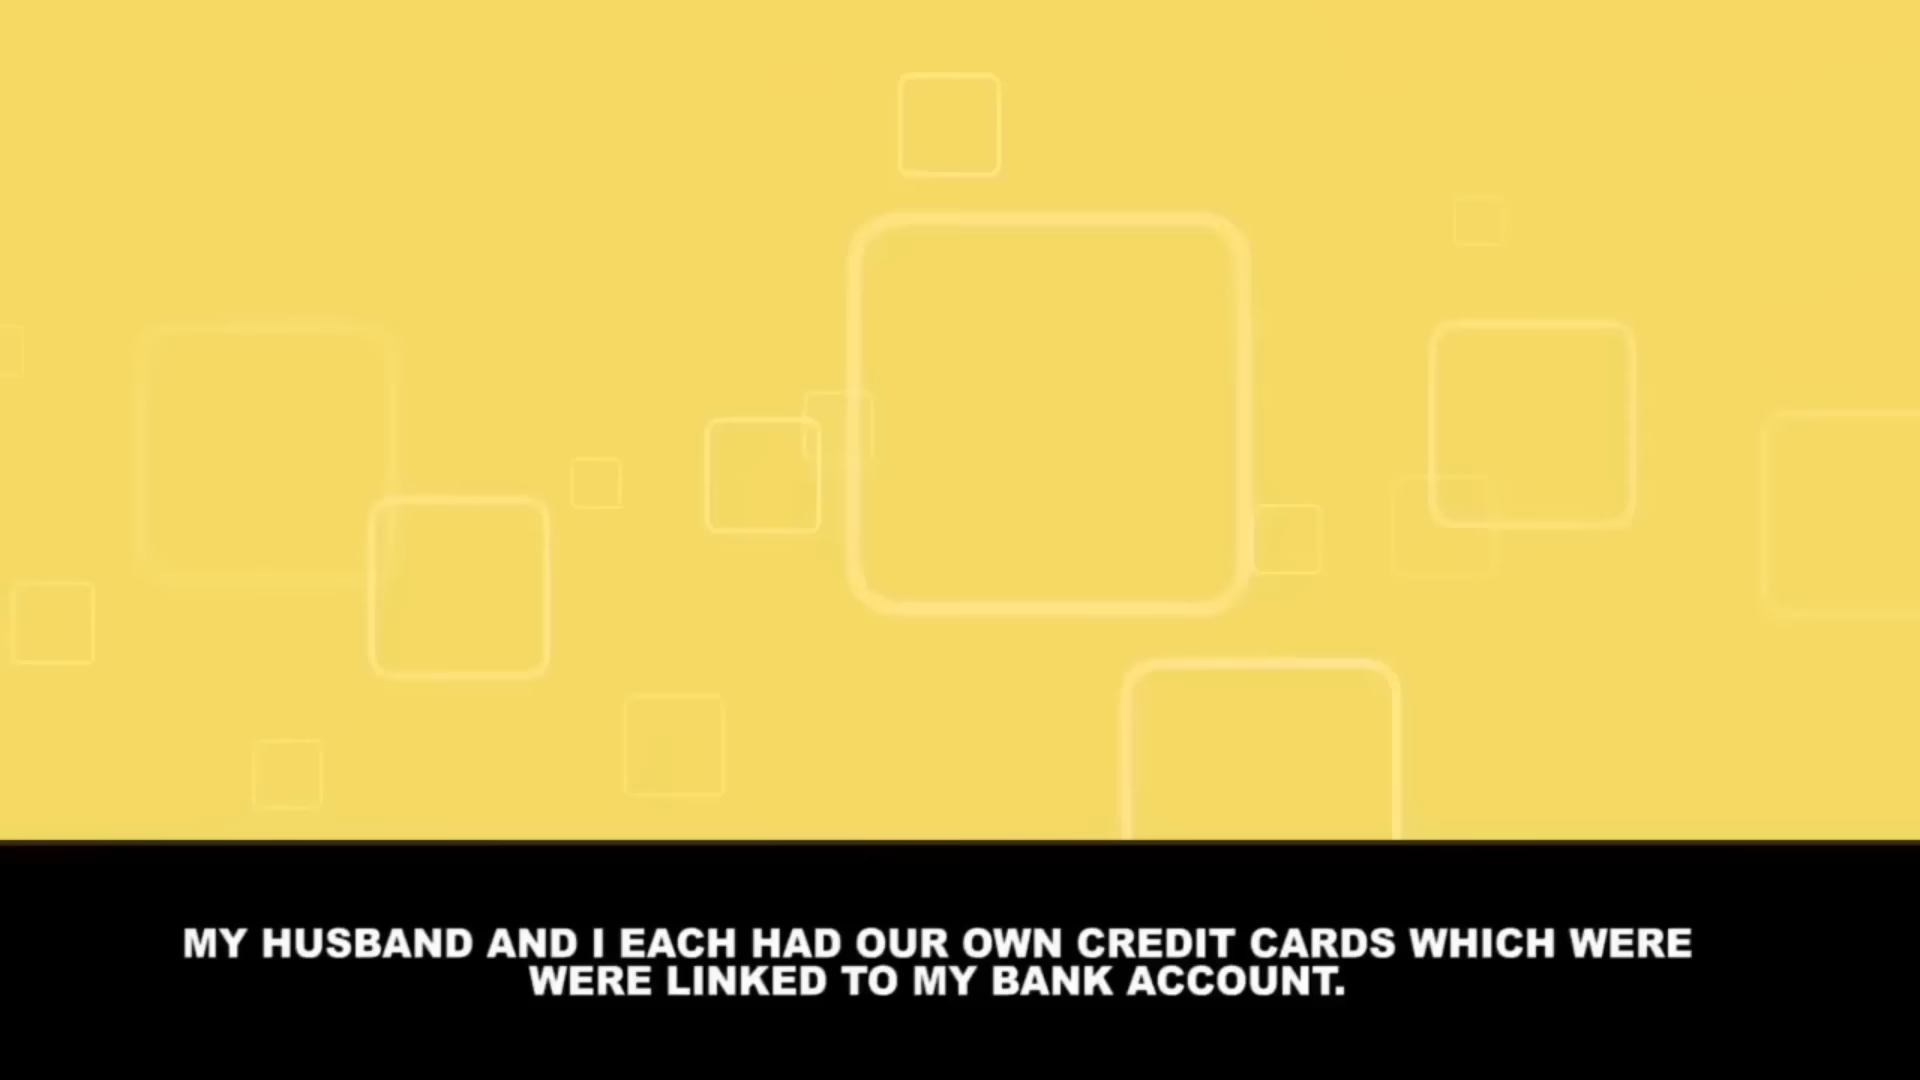 MY HUSBAND AND I EACH HAD OUR OWN CREDIT CARDS WHICH WERE
WERE LINKED TO MY BANK ACCOUNT.